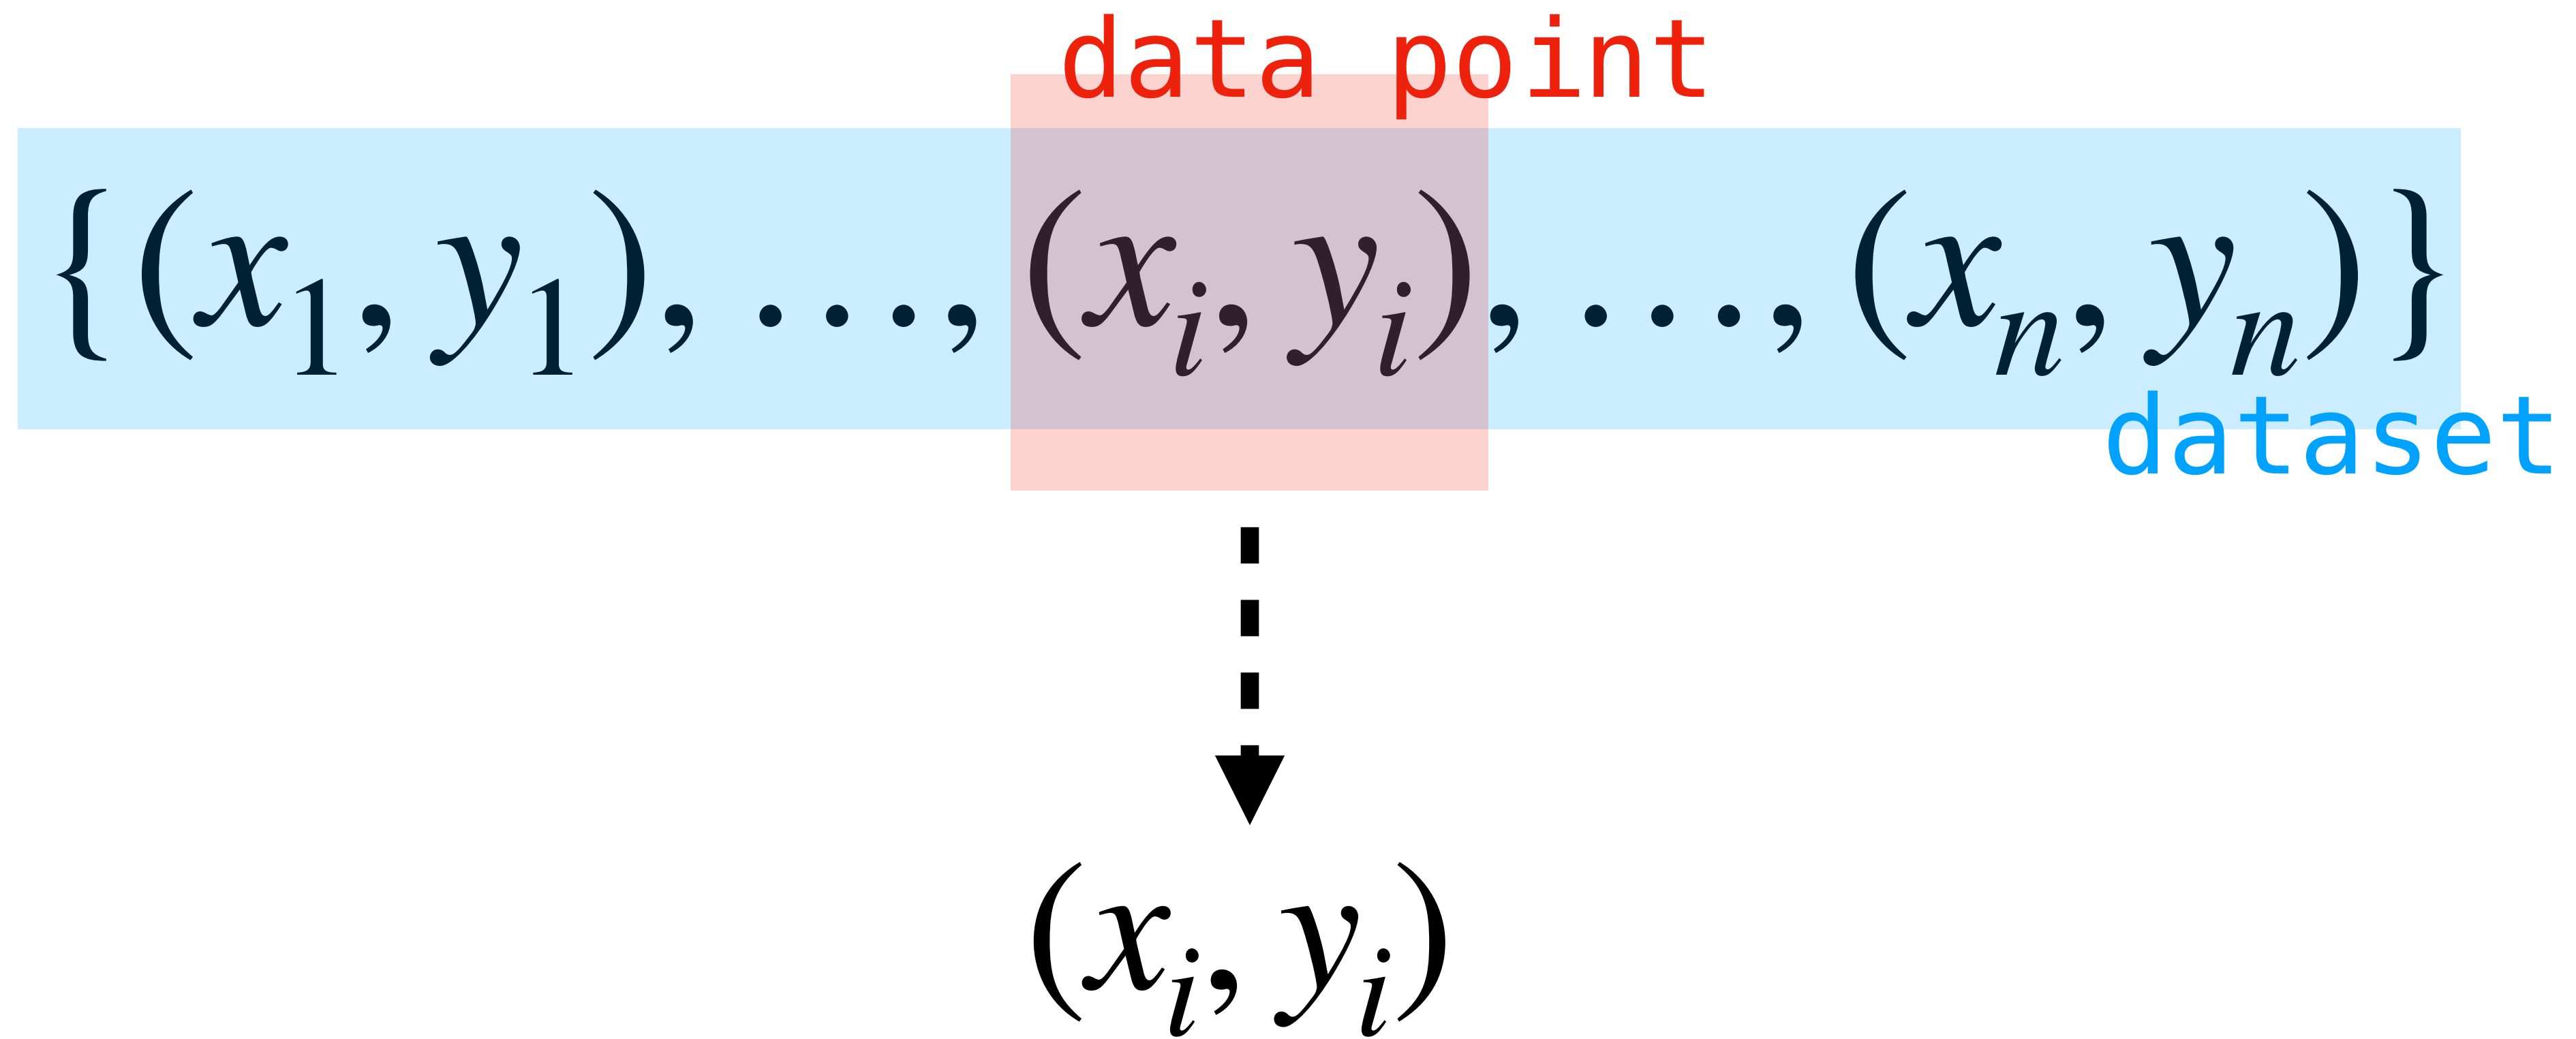 data point
{(x₁, y₁), …, (xᵢ, yᵢ), …, (xₙ, yₙ)}
dataset
(xᵢ, yᵢ)